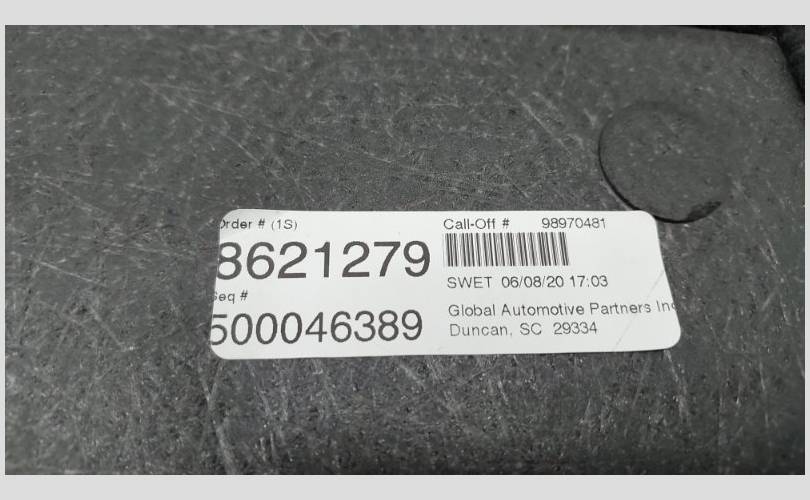 Order # (1S)
8621279
Seq #
500046389
Call-Off # 98970481
SWET 06/08/20 17:03
Global Automotive Partners Inc
Duncan, SC 29334